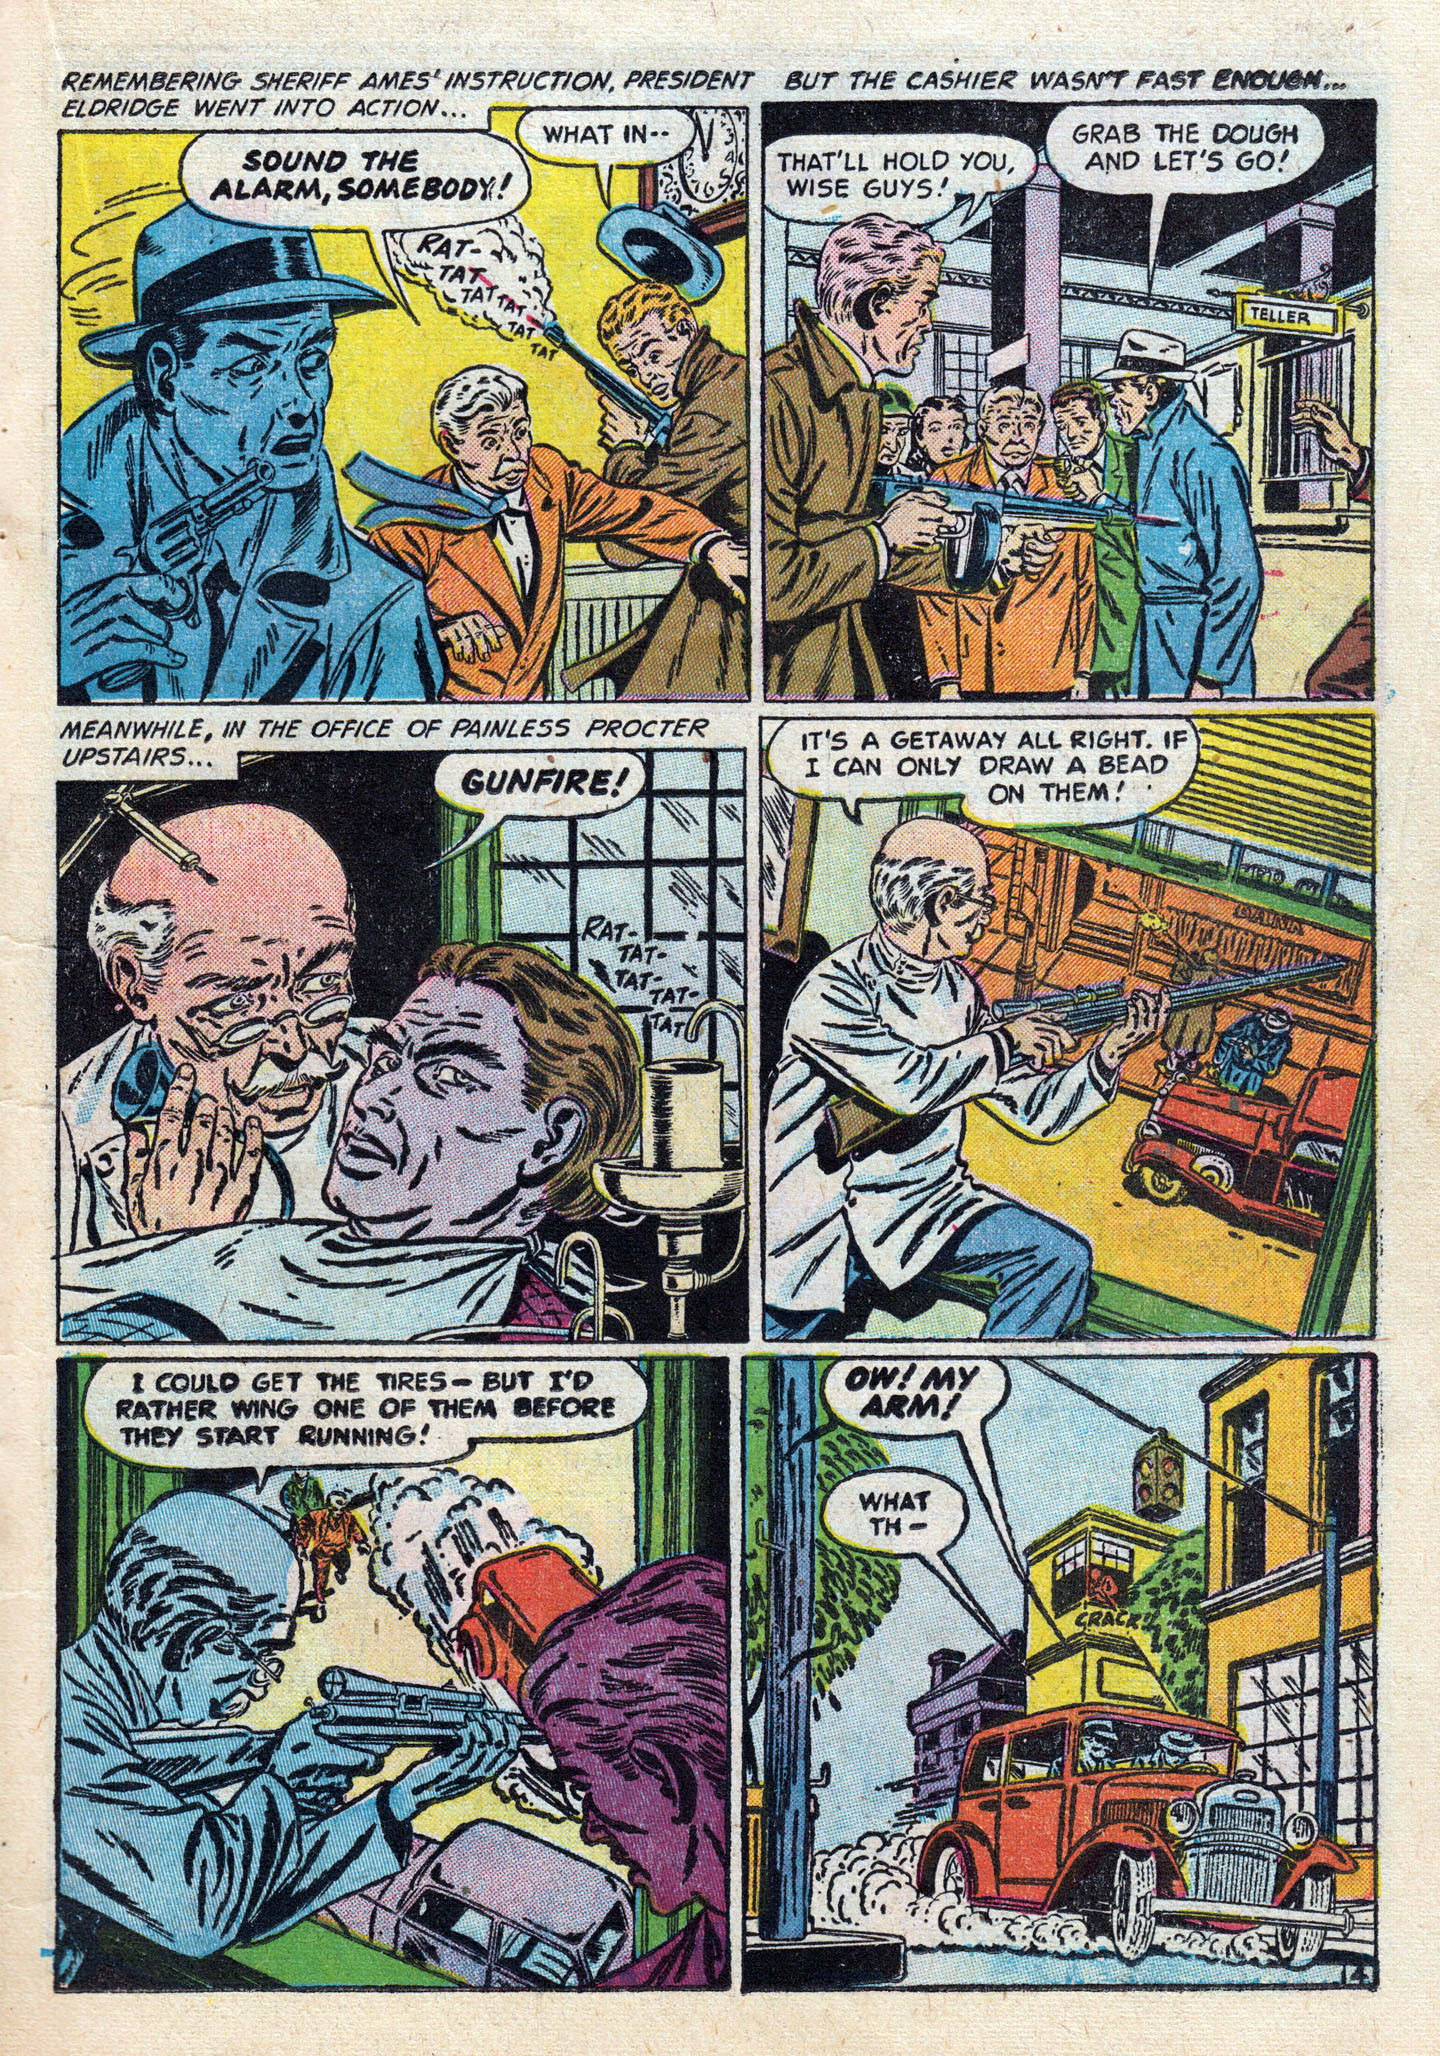 REMEMBERING SHERIFF AMES' INSTRUCTION, PRESIDENT
ELDRIDGE WENT INTO ACTION...
SOUND THE
ALARM, SOMEBODY!
WHAT IN--
RAT-
TAT
TAT
TAT
TAT
TAT
BUT THE CASHIER WASN'T FAST ENOUGH...
THAT'LL HOLD YOU,
WISE GUYS!
GRAB THE DOUGH
AND LET'S GO!
TELLER
MEANWHILE, IN THE OFFICE OF PAINLESS PROCTER
UPSTAIRS...
GUNFIRE!
RAT-
TAT-
TAT-
TAT-
TAT
IT'S A GETAWAY ALL RIGHT. IF
I CAN ONLY DRAW A BEAD
ON THEM!
I COULD GET THE TIRES - BUT I'D
RATHER WING ONE OF THEM BEFORE
THEY START RUNNING!
OW! MY
ARM!
WHAT
TH-
CRACK
4